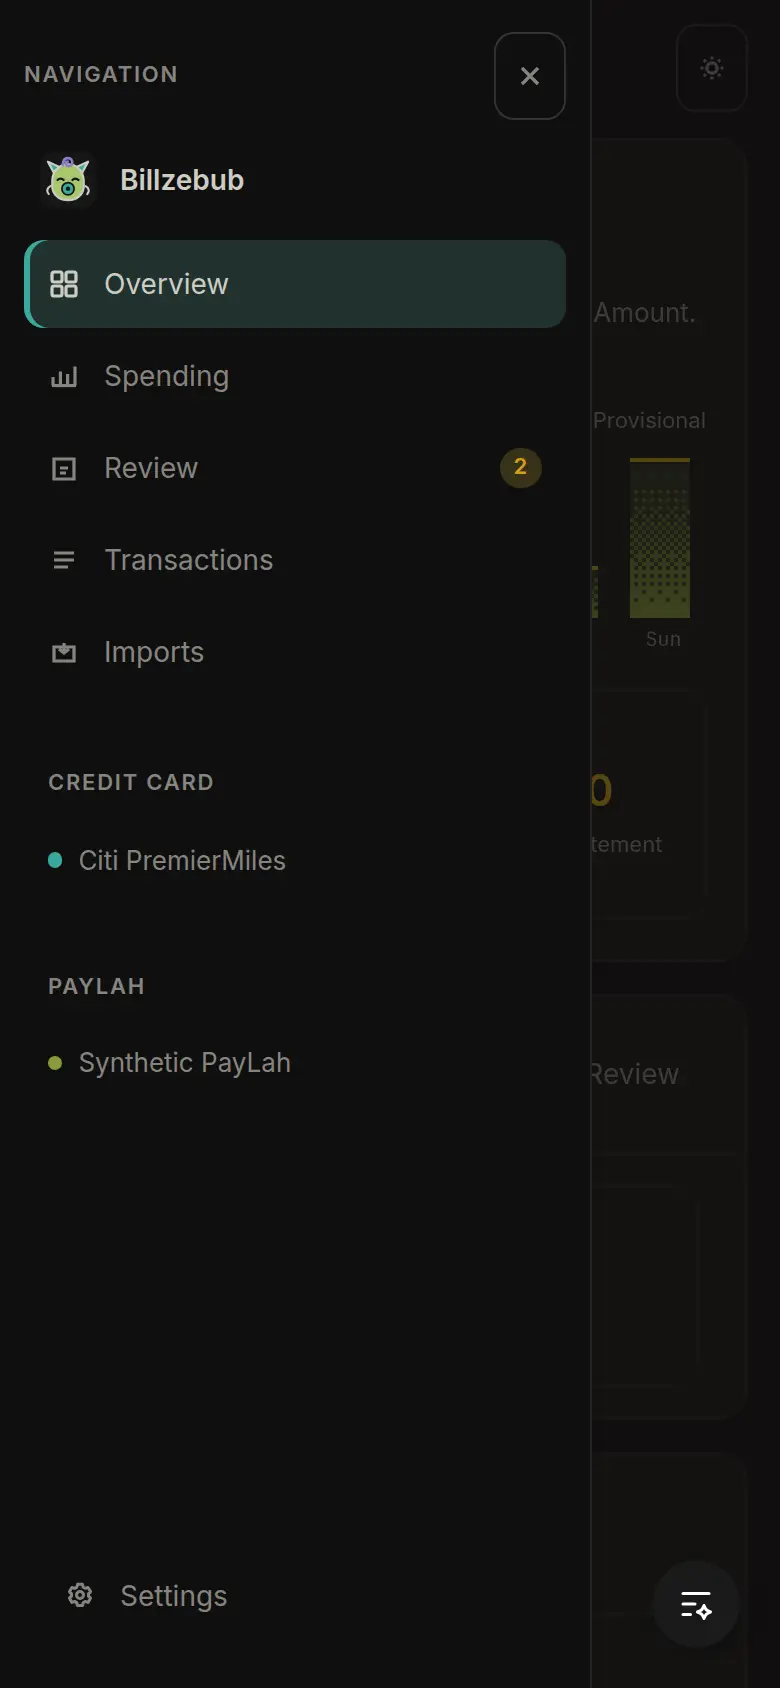 NAVIGATION
Billzebub
Overview
Spending
Review
2
Transactions
Imports
CREDIT CARD
Citi PremierMiles
PAYLAH
Synthetic PayLah
Settings
Amount.
Provisional
Sun
0
tement
Review